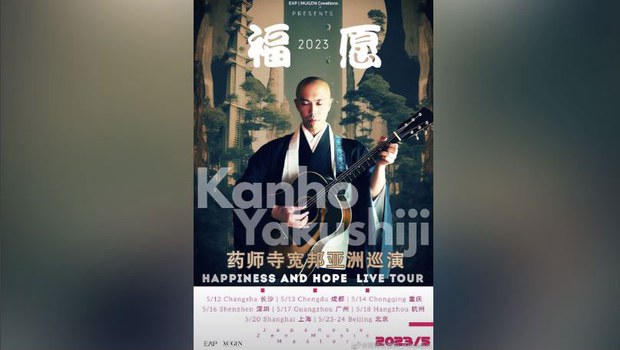 EAP | MUGEN Creations
PRESENTS
福 2023 愿
Kanho
Yakushiji
药师寺宽邦亚洲巡演
HAPPINESS AND HOPE LIVE TOUR
5/12 Changsha 长沙 | 5/13 Chengdu 成都 | 5/14 Chongqing 重庆
5/16 Shenzhen 深圳 | 5/17 Guangzhou 广州 | 5/18 Hangzhou 杭州
5/20 Shanghai 上海 | 5/23-24 Beijing 北京
Japanese
Zen Music
Master
EAP MUGEN
2023/5